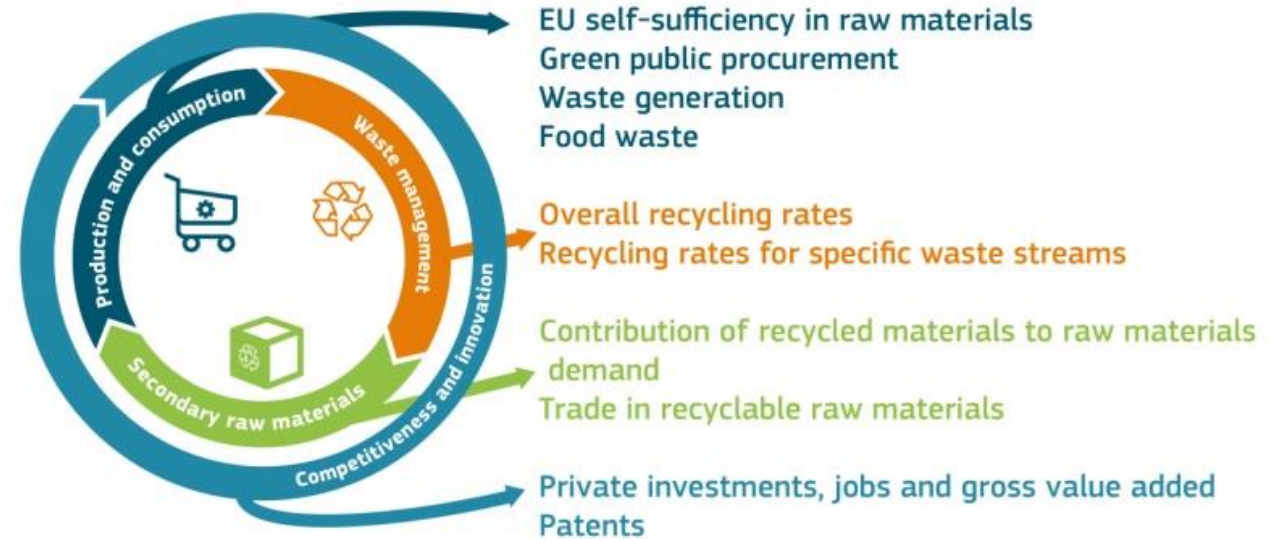 Production and consumption
Waste management
Secondary raw materials
Competitiveness and innovation
EU self-sufficiency in raw materials
Green public procurement
Waste generation
Food waste
Overall recycling rates
Recycling rates for specific waste streams
Contribution of recycled materials to raw materials
demand
Trade in recyclable raw materials
Private investments, jobs and gross value added
Patents